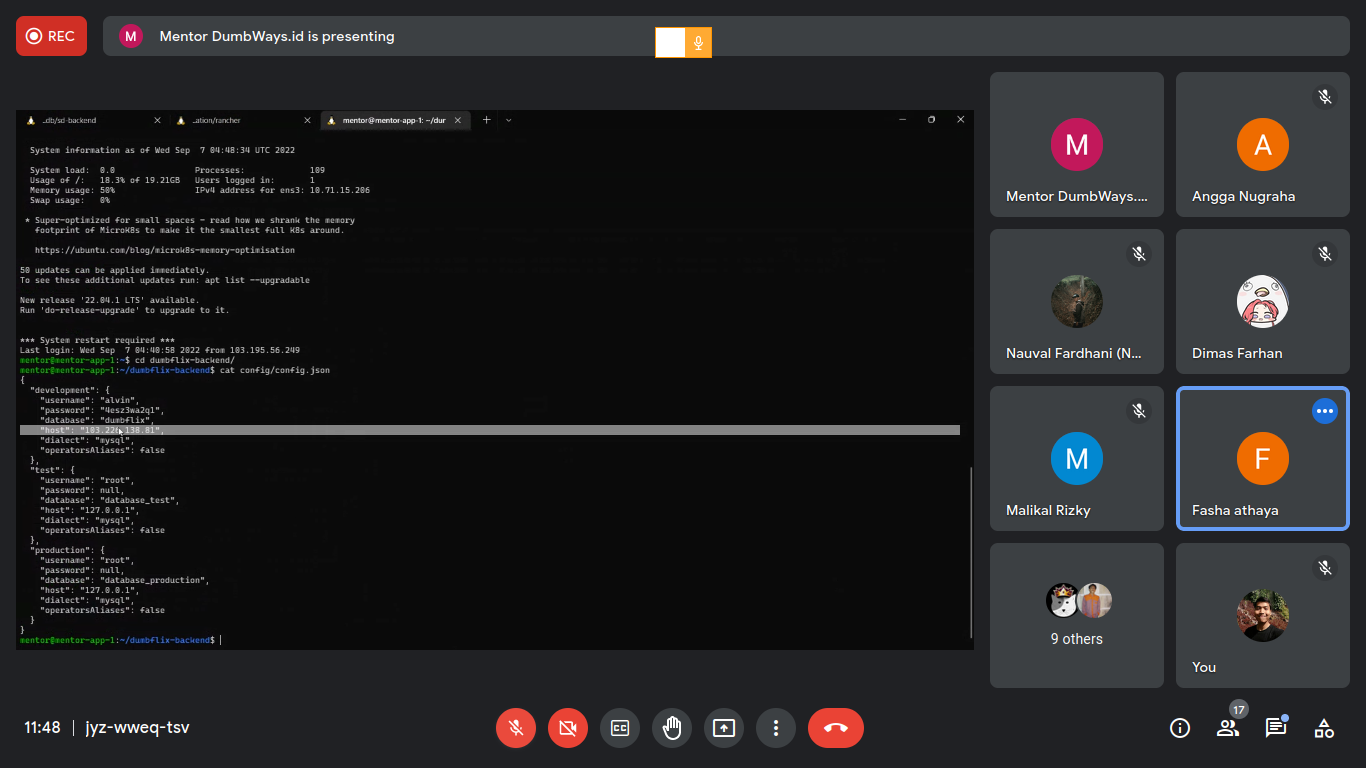 REC
M
Mentor DumbWays.id is presenting
_db/sd-backend
_ation/rancher
mentor@mentor-app-1: ~/dur
System information as of Wed Sep  7 04:48:34 UTC 2022
System load:  0.0    Processes:    109
Usage of /:   18.3% of 19.21GB   Users logged in:    1
Memory usage: 50%    IPv4 address for ens3: 10.71.15.206
Swap usage:   0%
* Super-optimized for small spaces - read how we shrank the memory
footprint of MicroK8s to make it the smallest full K8s around.
https://ubuntu.com/blog/microk8s-memory-optimisation
50 updates can be applied immediately.
To see these additional updates run: apt list --upgradable
New release '22.04.1 LTS' available.
Run 'do-release-upgrade' to upgrade to it.
*** System restart required ***
Last login: Wed Sep  7 04:40:58 2022 from 103.195.56.249
mentor@mentor-app-1:~$ cd dumbflix-backend/
mentor@mentor-app-1:~/dumbflix-backend$ cat config/config.json
{
"development": {
"username": "alvin",
"password": "4esz3wa2q1",
"database": "dumbflix",
"host":
"dialect": "mysql",
"operatorsAliases": false
},
"test": {
"username": "root",
"password": null,
"database": "database_test",
"host": "127.0.0.1",
"dialect": "mysql",
"operatorsAliases": false
},
"production": {
"username": "root",
"password": null,
"database": "database_production",
"host": "127.0.0.1",
"dialect": "mysql",
"operatorsAliases": false
}
}
mentor@mentor-app-1:~/dumbflix-backend$
M
Mentor DumbWays....
A
Angga Nugraha
Nauval Fardhani (N...
Dimas Farhan
M
Malikal Rizky
F
Fasha athaya
9 others
You
11:48
jyz-wweq-tsv
CC
17